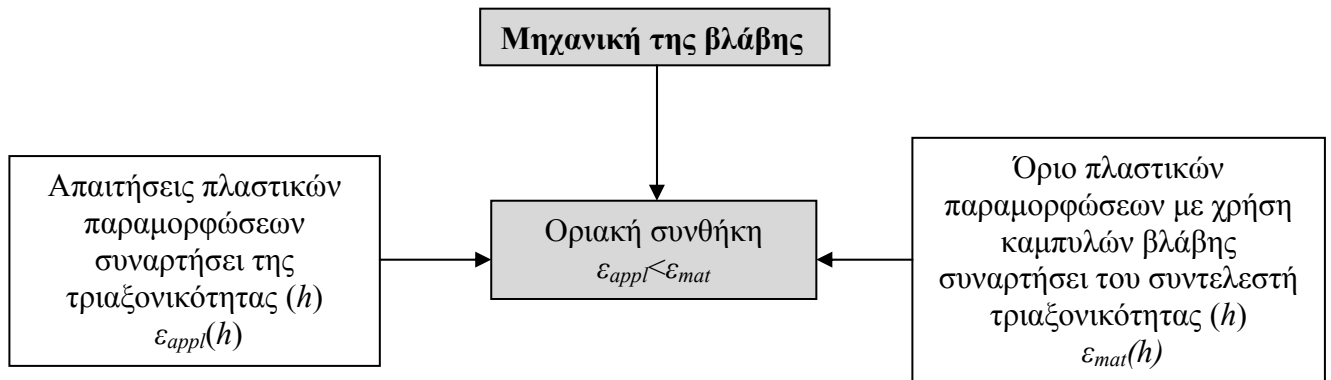 Μηχανική της βλάβης
Απαιτήσεις πλαστικών
παραμορφώσεων
συναρτήσει της
τριαξονικότητας (h)
εappl(h)
Οριακή συνθήκη
εappl<εmat
Όριο πλαστικών
παραμορφώσεων με χρήση
καμπυλών βλάβης
συναρτήσει του συντελεστή
τριαξονικότητας (h)
εmat(h)